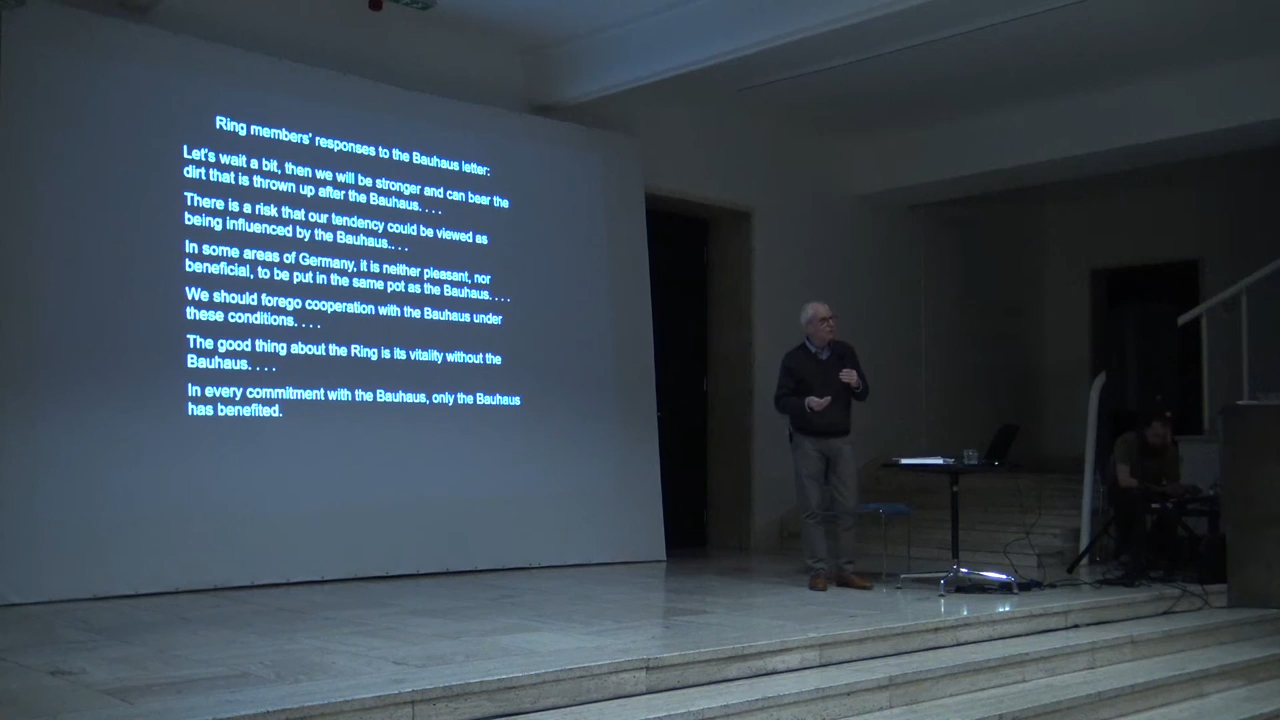 Ring members' responses to the Bauhaus letter:
Let's wait a bit, then we will be stronger and can bear the
dirt that is thrown up after the Bauhaus. . . .
There is a risk that our tendency could be viewed as
being influenced by the Bauhaus.. . .
In some areas of Germany, it is neither pleasant, nor
beneficial, to be put in the same pot as the Bauhaus. . . .
We should forego cooperation with the Bauhaus under
these conditions. . . .
The good thing about the Ring is its vitality without the
Bauhaus. . . .
In every commitment with the Bauhaus, only the Bauhaus
has benefited.